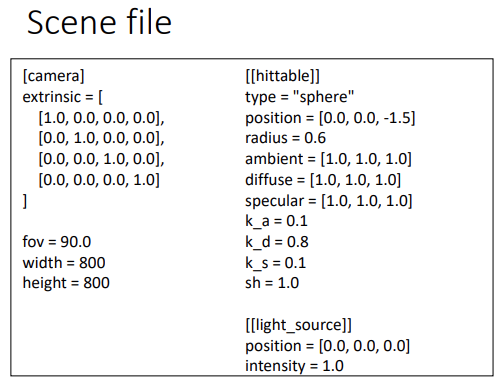 Scene file
[camera]
extrinsic = [
[1.0, 0.0, 0.0, 0.0],
[0.0, 1.0, 0.0, 0.0],
[0.0, 0.0, 1.0, 0.0],
[0.0, 0.0, 0.0, 1.0]
]
fov = 90.0
width = 800
height = 800
[[hittable]]
type = "sphere"
position = [0.0, 0.0, -1.5]
radius = 0.6
ambient = [1.0, 1.0, 1.0]
diffuse = [1.0, 1.0, 1.0]
specular = [1.0, 1.0, 1.0]
k_a = 0.1
k_d = 0.8
k_s = 0.1
sh = 1.0
[[light_source]]
position = [0.0, 0.0, 0.0]
intensity = 1.0